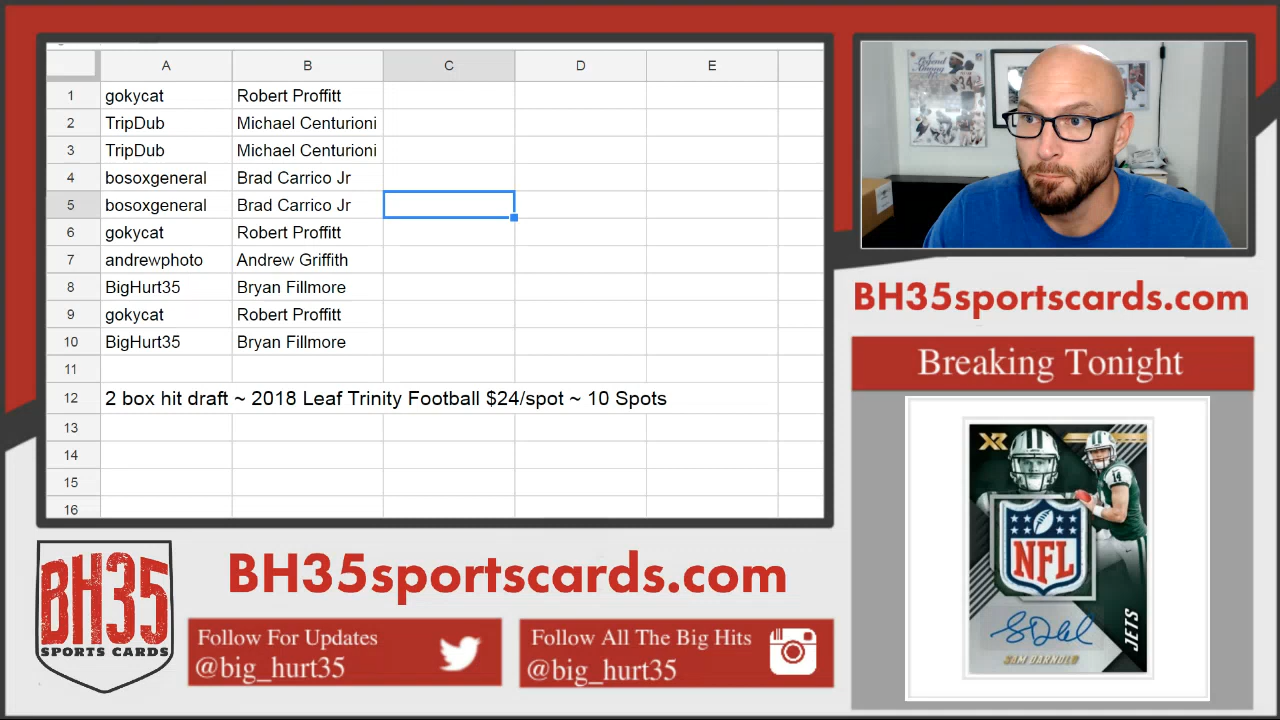 A B C D E
1 gokycat Robert Proffitt
2 TripDub Michael Centurioni
3 TripDub Michael Centurioni
4 bosoxgeneral Brad Carrico Jr
5 bosoxgeneral Brad Carrico Jr
6 gokycat Robert Proffitt
7 andrewphoto Andrew Griffith
8 BigHurt35 Bryan Fillmore
9 gokycat Robert Proffitt
10 BigHurt35 Bryan Fillmore
11
12 2 box hit draft ~ 2018 Leaf Trinity Football $24/spot ~ 10 Spots
13
14
15
16
BH35sportscards.com
Breaking Tonight
XR
14
NFL
JETS
SAM DARNOLD
BH35
SPORTS CARDS
BH35sportscards.com
Follow For Updates
@big_hurt35
Follow All The Big Hits
@big_hurt35